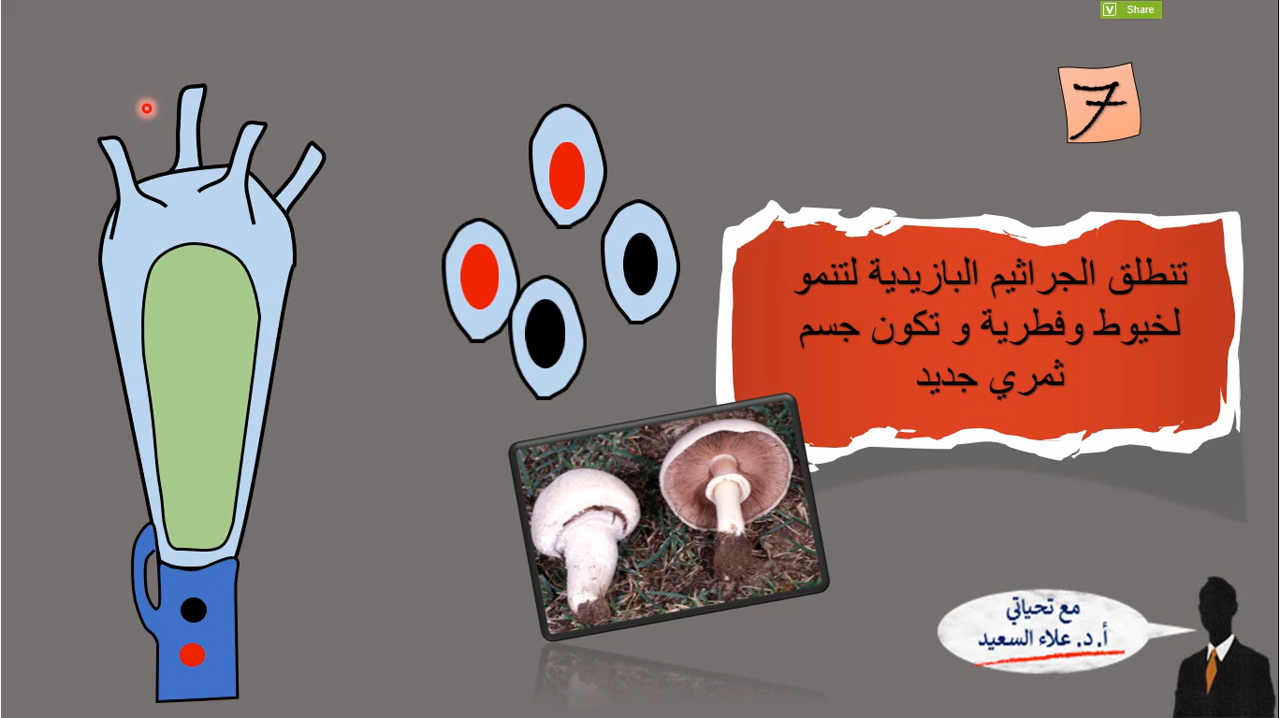 Share
7
تنطلق الجراثيم البازيدية لتنمو
لخيوط وفطرية و تكون جسم
ثمري جديد
مع تحياتي
أ.د. علاء السعيد